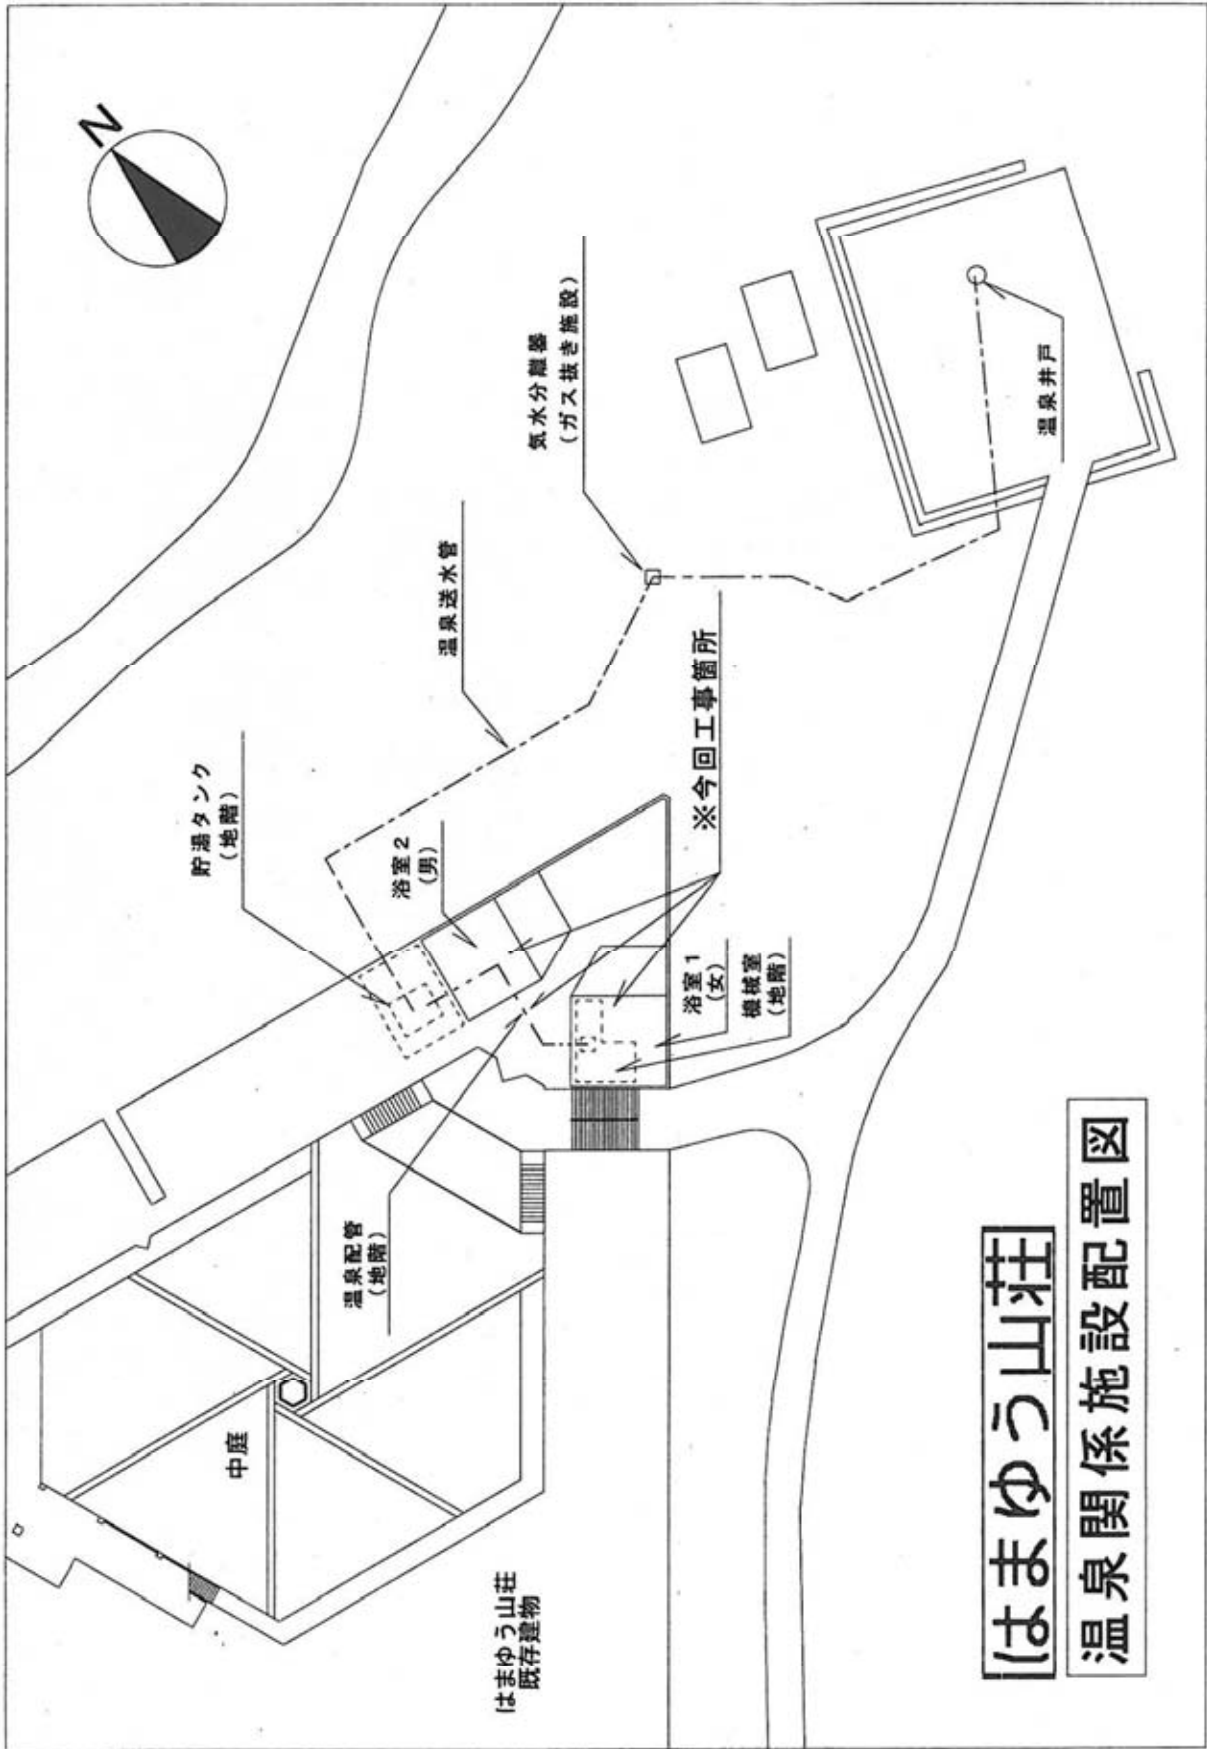 N
気水分離器
(ガス抜き施設)
温泉井戸
温泉送水管
※今回工事箇所
貯湯タンク
(地階)
浴室2
(男)
浴室1
(女)
機械室
(地階)
温泉配管
(地階)
中庭
はまゆう山荘
既存建物
はまゆう山荘
温泉関係施設配置図